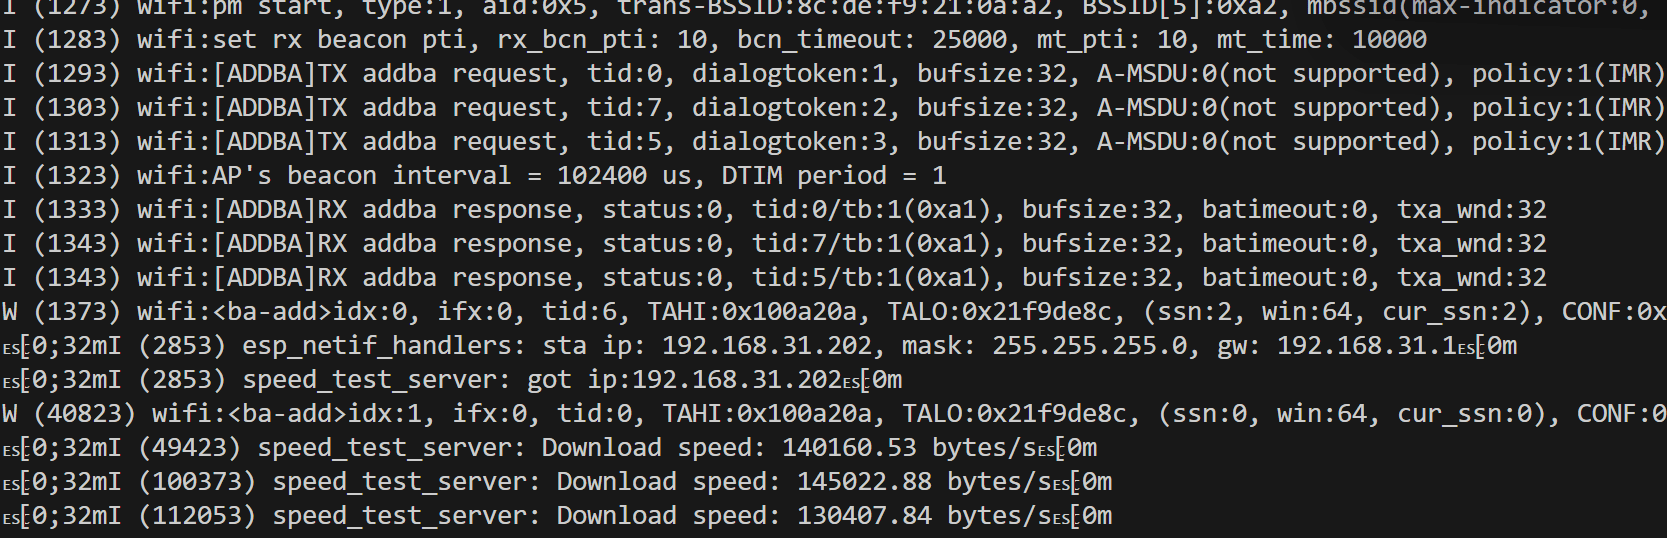 I (1273) wifi:pm start, type:1, aid:0x5, trans-BSSID:8c:de:f9:21:0a:a2, BSSID[5]:0xa2, mbssid(max-indicator:0,
I (1283) wifi:set rx beacon pti, rx_bcn_pti: 10, bcn_timeout: 25000, mt_pti: 10, mt_time: 10000
I (1293) wifi:[ADDBA]TX addba request, tid:0, dialogtoken:1, bufsize:32, A-MSDU:0(not supported), policy:1(IMR)
I (1303) wifi:[ADDBA]TX addba request, tid:7, dialogtoken:2, bufsize:32, A-MSDU:0(not supported), policy:1(IMR)
I (1313) wifi:[ADDBA]TX addba request, tid:5, dialogtoken:3, bufsize:32, A-MSDU:0(not supported), policy:1(IMR)
I (1323) wifi:AP's beacon interval = 102400 us, DTIM period = 1
I (1333) wifi:[ADDBA]RX addba response, status:0, tid:0/tb:1(0xa1), bufsize:32, batimeout:0, txa_wnd:32
I (1343) wifi:[ADDBA]RX addba response, status:0, tid:7/tb:1(0xa1), bufsize:32, batimeout:0, txa_wnd:32
I (1343) wifi:[ADDBA]RX addba response, status:0, tid:5/tb:1(0xa1), bufsize:32, batimeout:0, txa_wnd:32
W (1373) wifi:<ba-add>idx:0, ifx:0, tid:6, TAHI:0x100a20a, TALO:0x21f9de8c, (ssn:2, win:64, cur_ssn:2), CONF:0x
ES[0;32mI (2853) esp_netif_handlers: sta ip: 192.168.31.202, mask: 255.255.255.0, gw: 192.168.31.1ES[0m
ES[0;32mI (2853) speed_test_server: got ip:192.168.31.202ES[0m
W (40823) wifi:<ba-add>idx:1, ifx:0, tid:0, TAHI:0x100a20a, TALO:0x21f9de8c, (ssn:0, win:64, cur_ssn:0), CONF:0
ES[0;32mI (49423) speed_test_server: Download speed: 140160.53 bytes/sES[0m
ES[0;32mI (100373) speed_test_server: Download speed: 145022.88 bytes/sES[0m
ES[0;32mI (112053) speed_test_server: Download speed: 130407.84 bytes/sES[0m